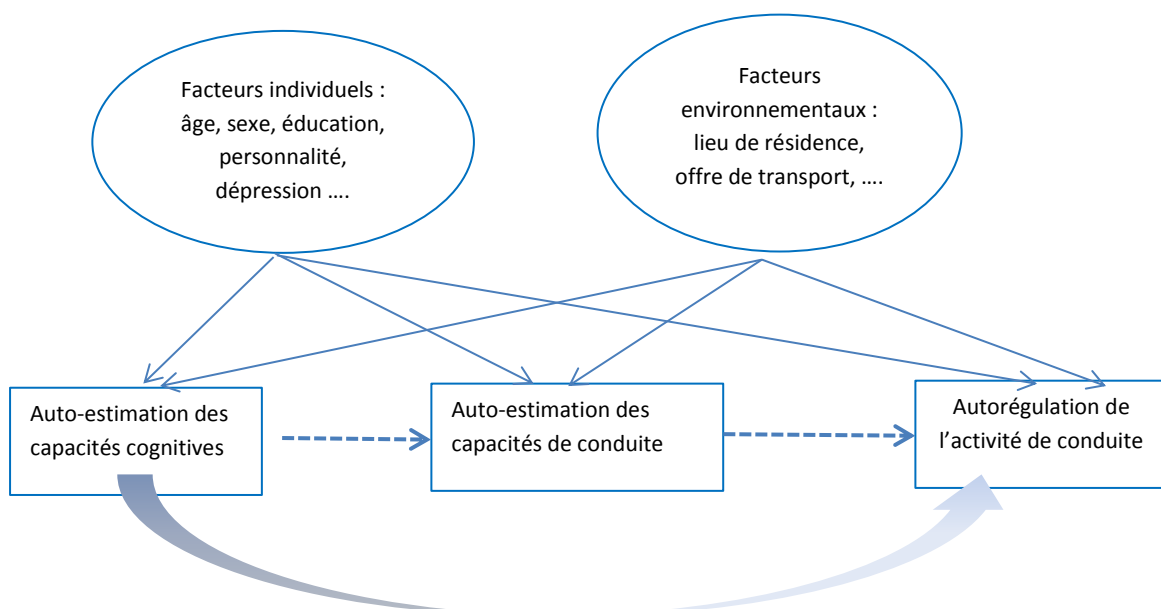 Facteurs individuels :
âge, sexe, éducation,
personnalité,
dépression ....
Facteurs
environnementaux :
lieu de résidence,
offre de transport, ....
Auto-estimation des
capacités cognitives
Auto-estimation des
capacités de conduite
Autorégulation de
l’activité de conduite